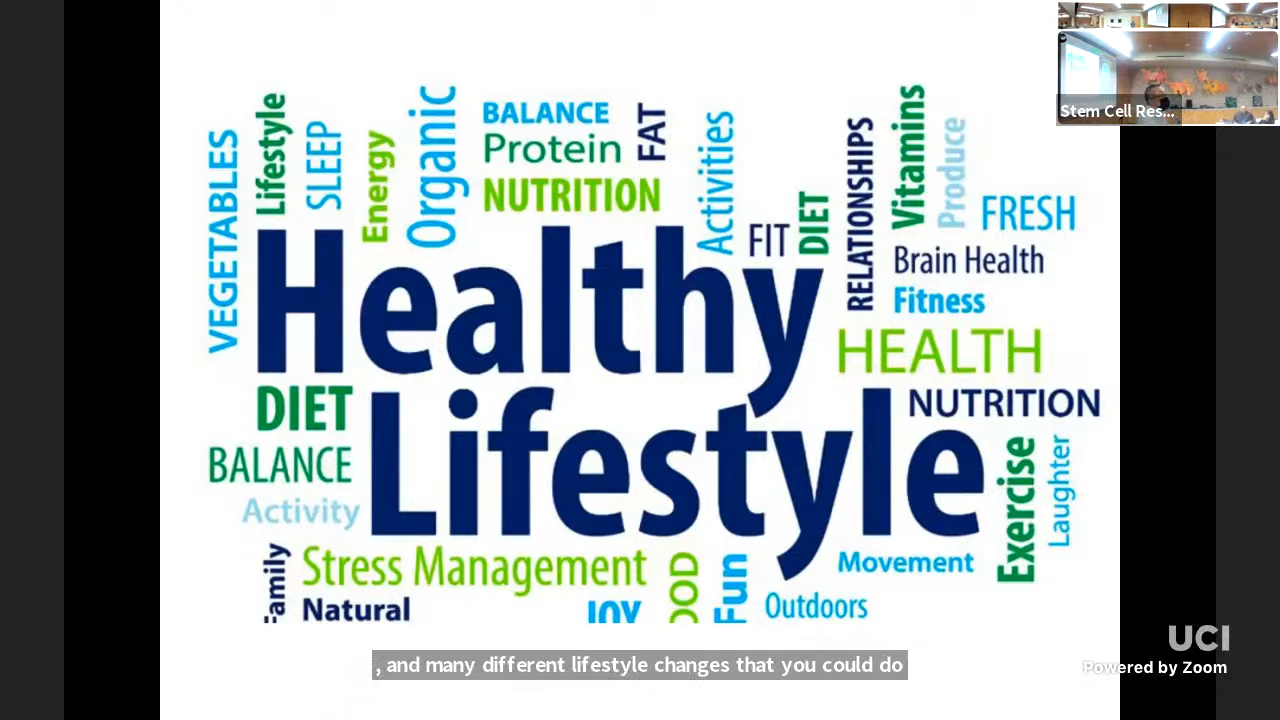 Stem Cell Res...
VEGETABLES
Lifestyle
SLEEP
Energy
Organic
BALANCE
Protein
NUTRITION
FAT
Activities
FIT
DIET
RELATIONSHIPS
Vitamins
Produce
FRESH
Brain Health
Fitness
HEALTH
NUTRITION
Healthy
Lifestyle
DIET
BALANCE
Activity
Family
Stress Management
Natural
JOY
OOD
Fun
Movement
Outdoors
Exercise
Laughter
, and many different lifestyle changes that you could do
UCI
Powered by Zoom